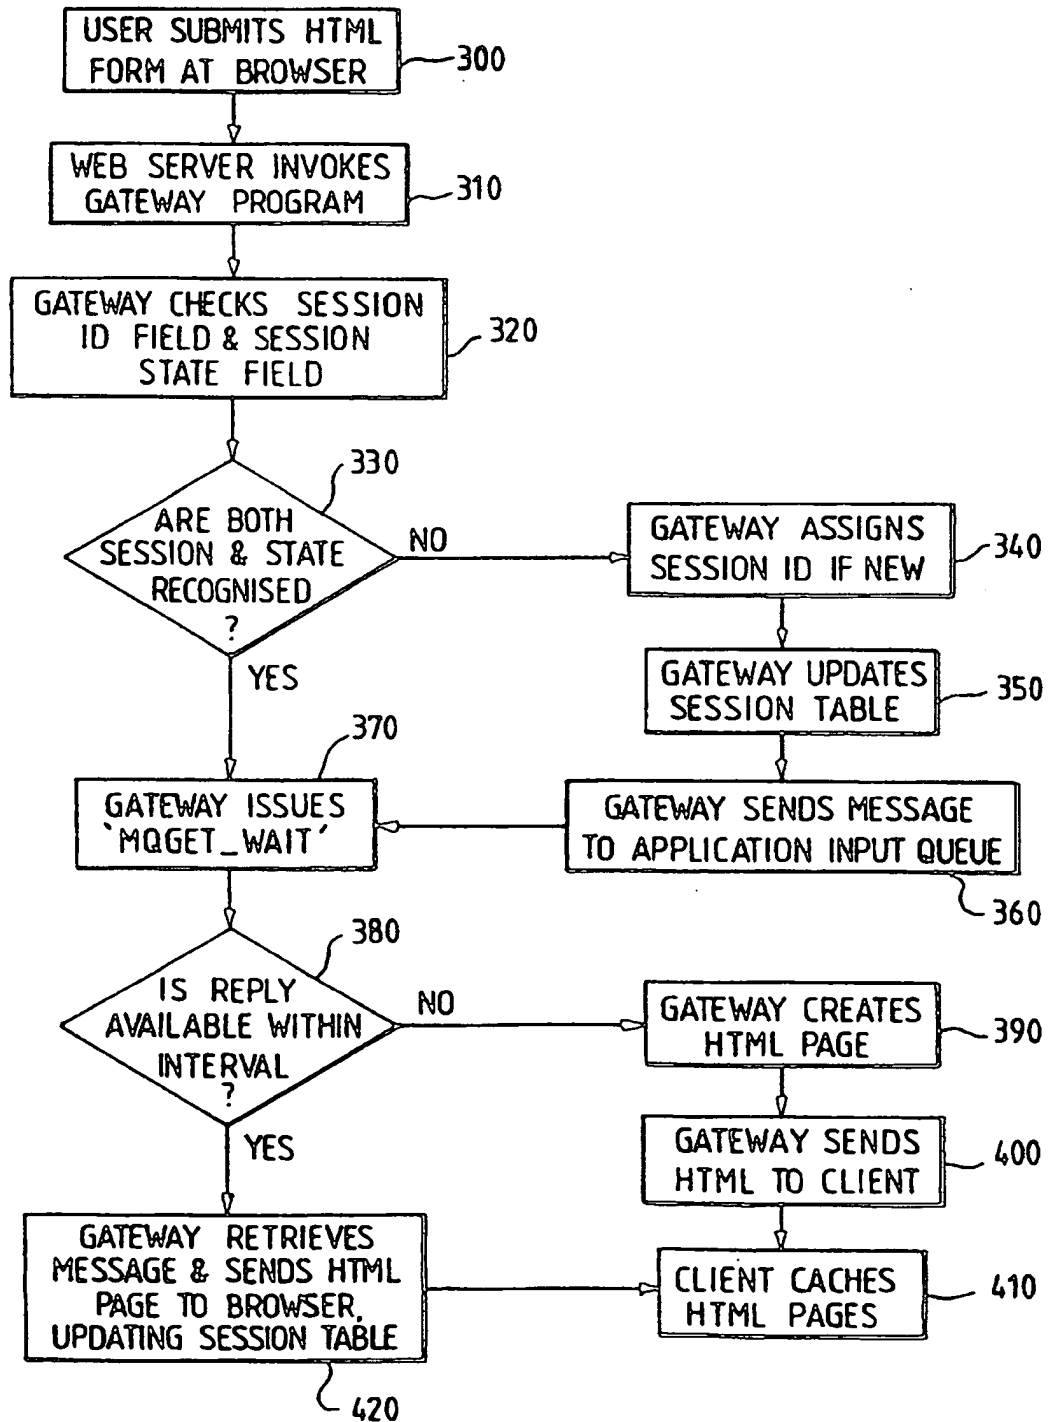 USER SUBMITS HTML
FORM AT BROWSER
300
WEB SERVER INVOKES
GATEWAY PROGRAM
310
GATEWAY CHECKS SESSION
ID FIELD & SESSION
STATE FIELD
320
330
ARE BOTH
SESSION & STATE
RECOGNISED
?
NO
YES
GATEWAY ASSIGNS
SESSION ID IF NEW
340
GATEWAY UPDATES
SESSION TABLE
350
GATEWAY SENDS MESSAGE
TO APPLICATION INPUT QUEUE
360
370
GATEWAY ISSUES
'MQGET_WAIT'
380
IS REPLY
AVAILABLE WITHIN
INTERVAL
?
NO
YES
GATEWAY CREATES
HTML PAGE
390
GATEWAY SENDS
HTML TO CLIENT
400
CLIENT CACHES
HTML PAGES
410
GATEWAY RETRIEVES
MESSAGE & SENDS HTML
PAGE TO BROWSER,
UPDATING SESSION TABLE
420